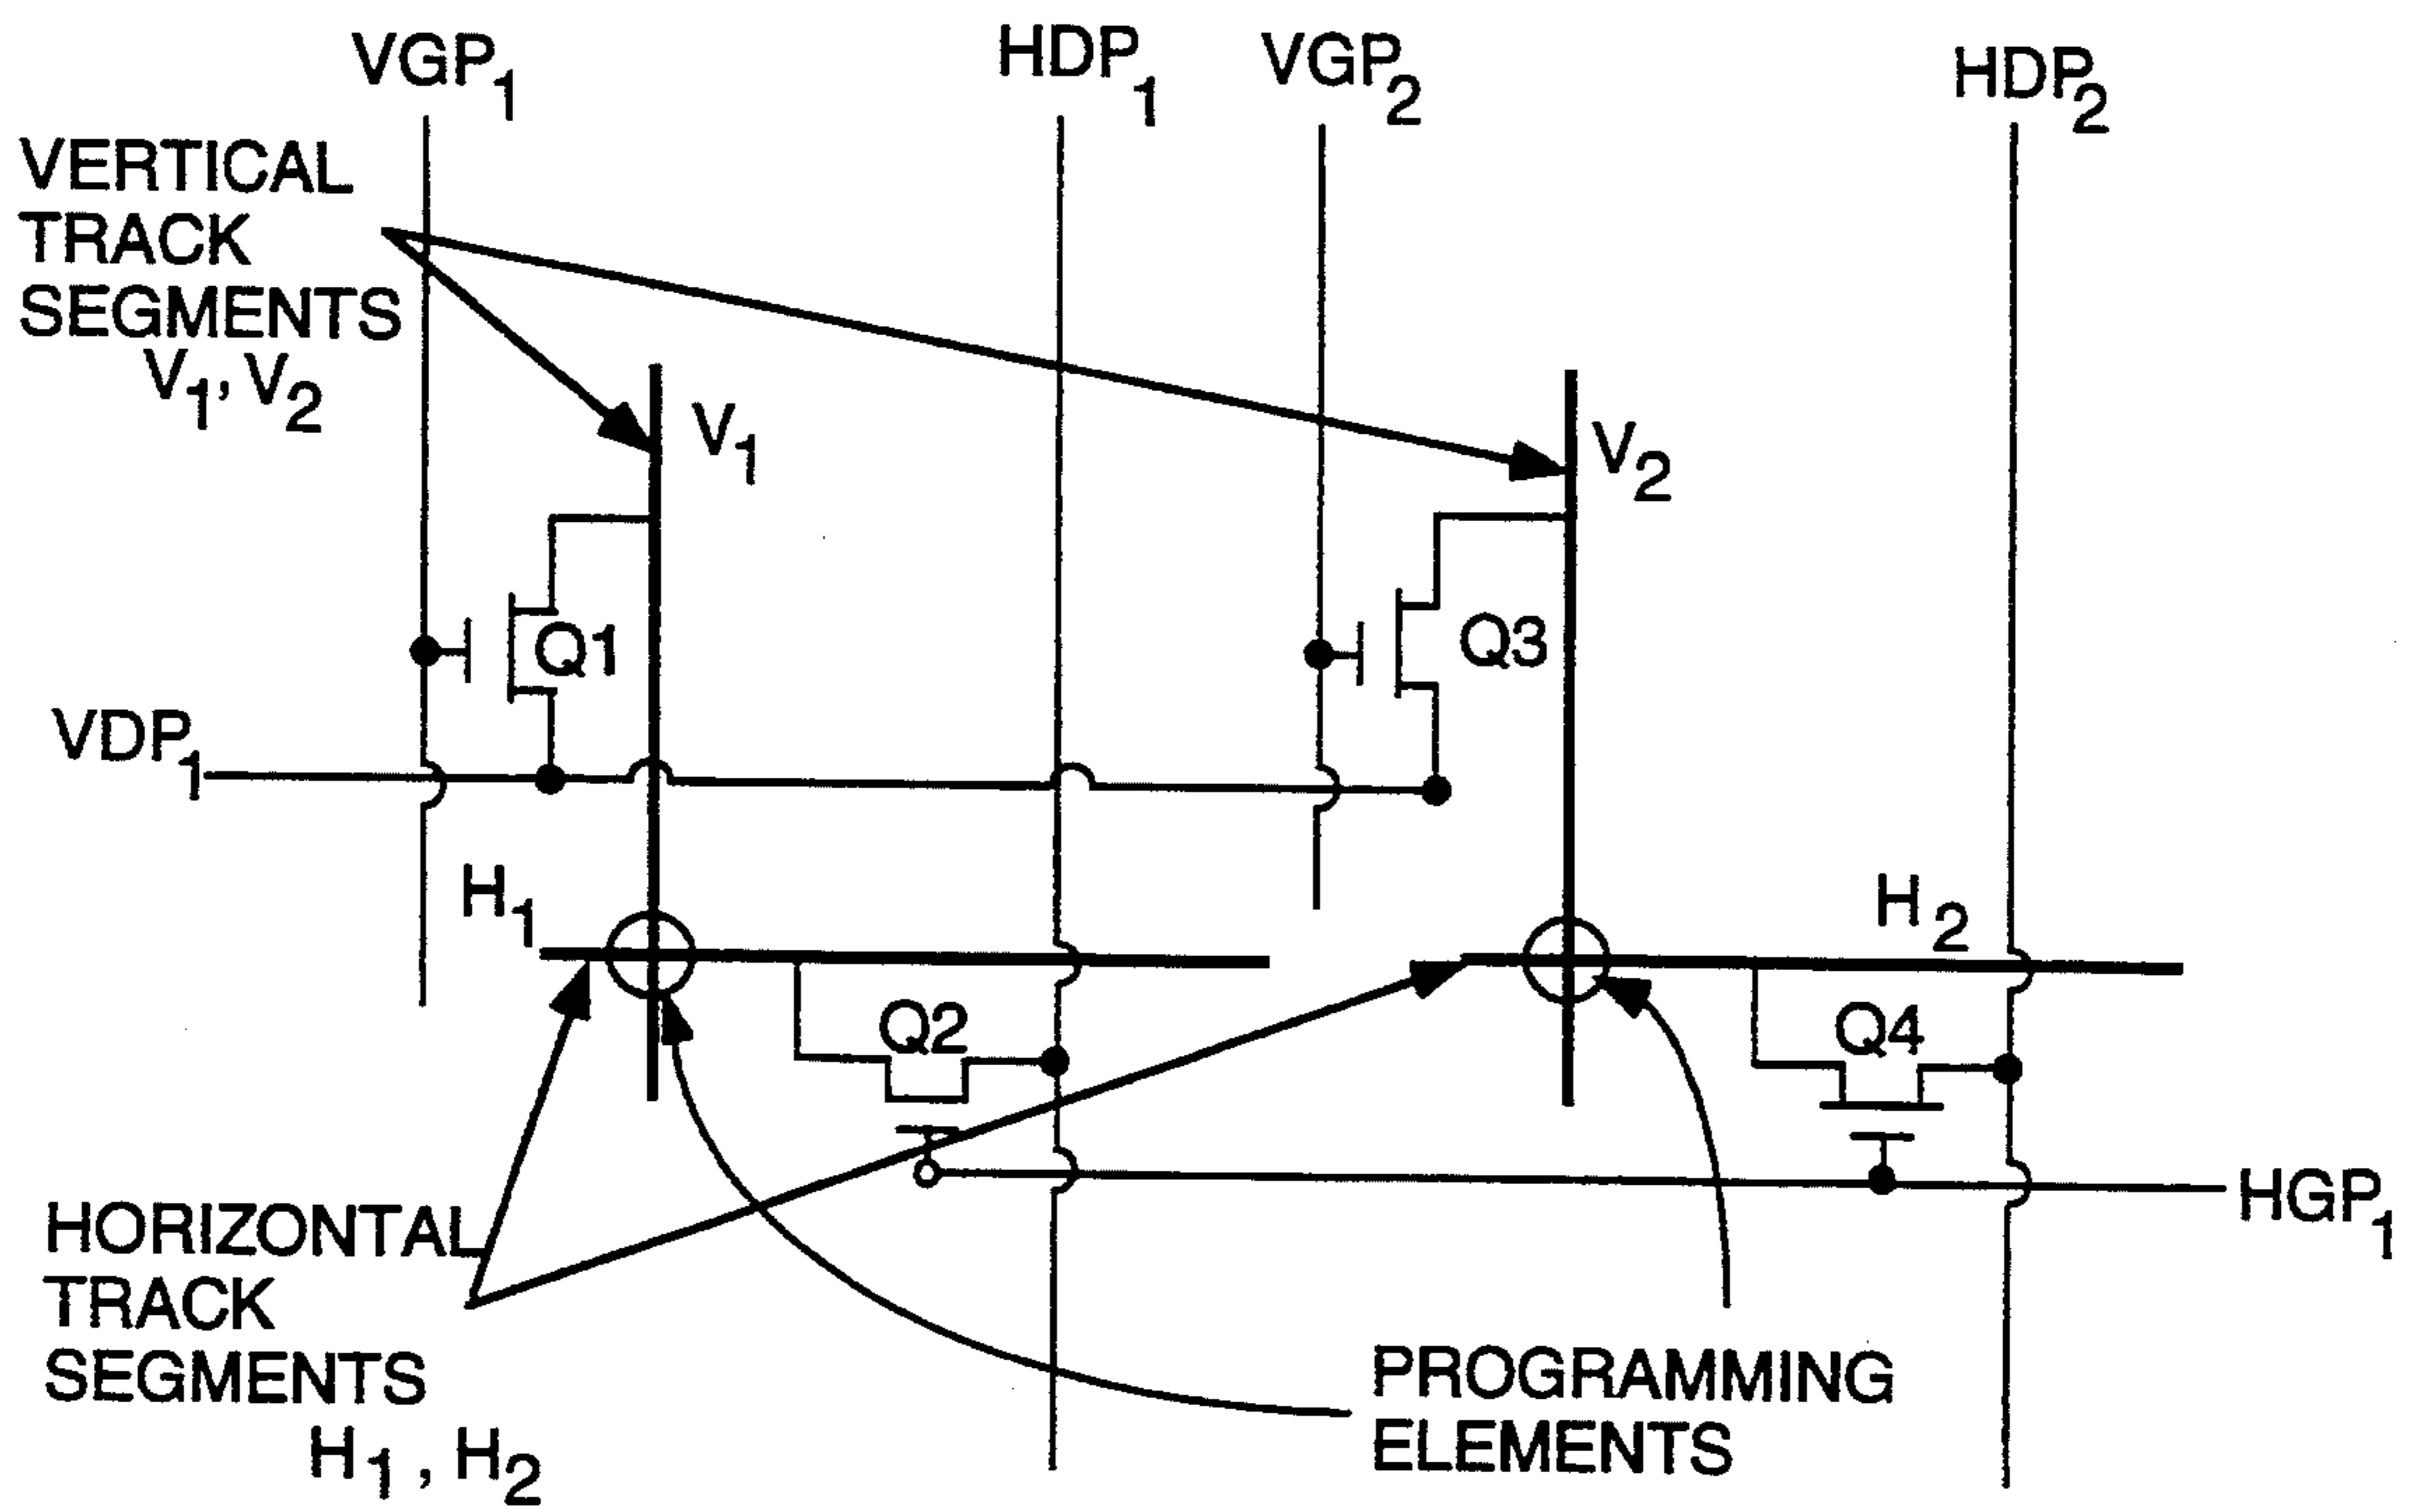 VGP1
HDP1
VGP2
HDP2
VERTICAL
TRACK
SEGMENTS
V1, V2
V1
V2
Q1
Q3
VDP1
H1
H2
Q2
Q4
HGP1
HORIZONTAL
TRACK
SEGMENTS
H1, H2
PROGRAMMING
ELEMENTS